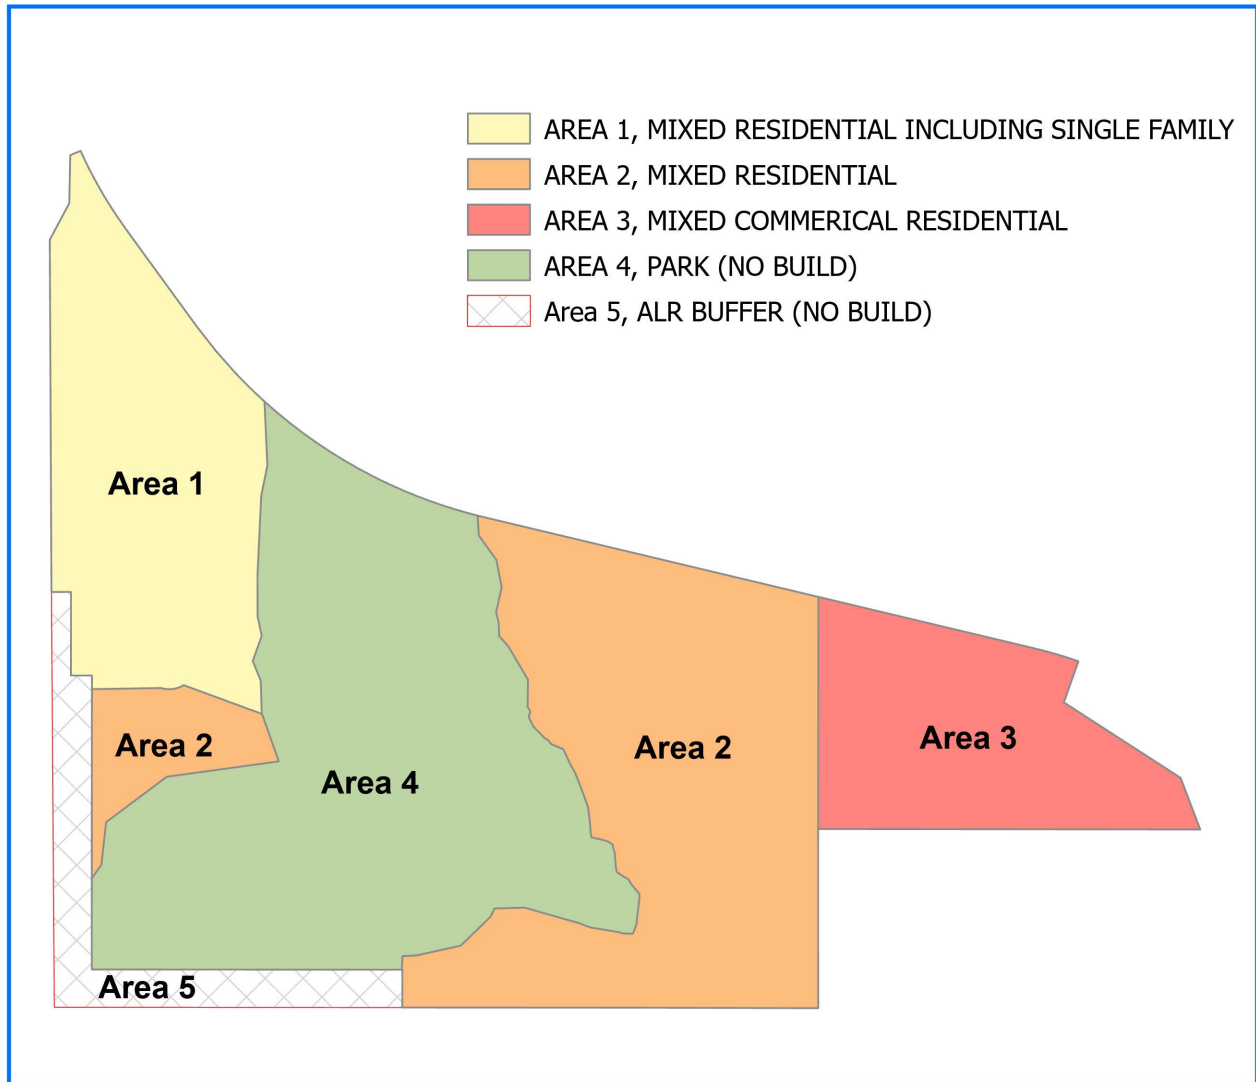 AREA 1, MIXED RESIDENTIAL INCLUDING SINGLE FAMILY
AREA 2, MIXED RESIDENTIAL
AREA 3, MIXED COMMERICAL RESIDENTIAL
AREA 4, PARK (NO BUILD)
Area 5, ALR BUFFER (NO BUILD)
Area 1
Area 2
Area 4
Area 2
Area 3
Area 5